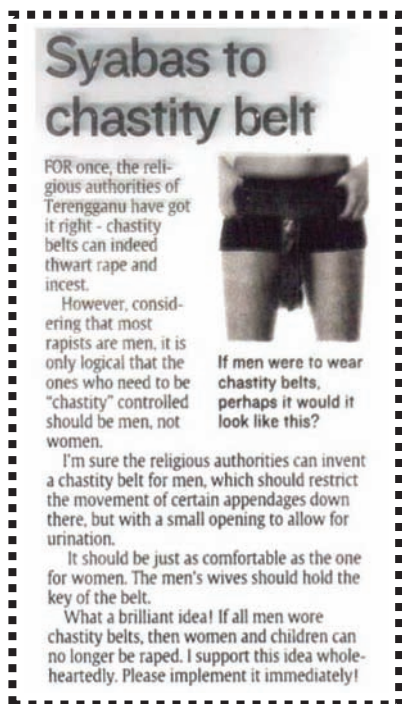 Syabas to
chastity belt
FOR once, the reli-
gious authorities of
Terengganu have got
it right - chastity
belts can indeed
thwart rape and
incest.
However, consid-
ering that most
rapists are men, it is
only logical that the
ones who need to be
“chastity” controlled
should be men, not
women.
If men were to wear
chastity belts,
perhaps it would it
look like this?
I'm sure the religious authorities can invent
a chastity belt for men, which should restrict
the movement of certain appendages down
there, but with a small opening to allow for
urination.
It should be just as comfortable as the one
for women. The men's wives should hold the
key of the belt.
What a brilliant idea! If all men wore
chastity belts, then women and children can
no longer be raped. I support this idea whole-
heartedly. Please implement it immediately!